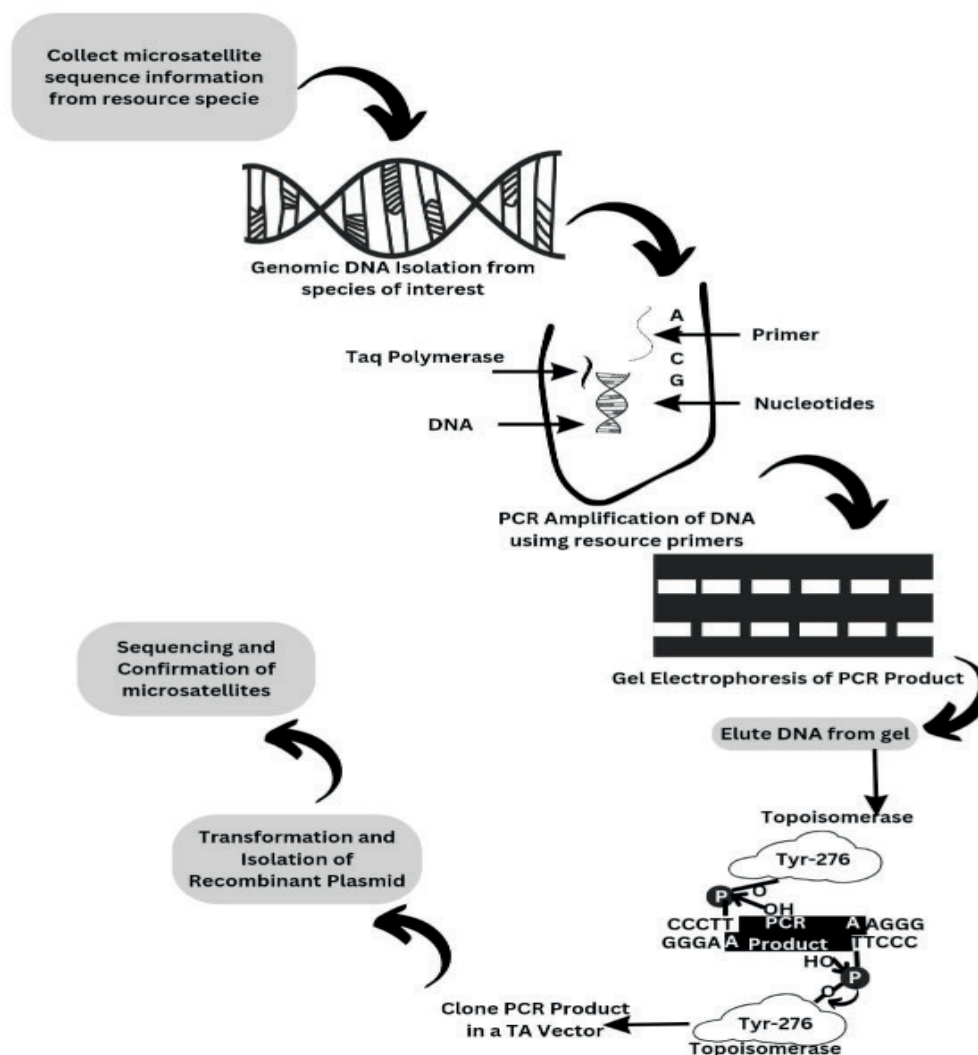 Collect microsatellite
sequence information
from resource specie
Genomic DNA Isolation from
species of interest
A
C
G
Primer
Taq Polymerase
Nucleotides
DNA
PCR Amplification of DNA
usimg resource primers
Gel Electrophoresis of PCR Product
Elute DNA from gel
Topoisomerase
Tyr-276
P
O
OH
CCCTT PCR A AGGG
GGGA A Product TTCCC
HO
P
O
Tyr-276
Topoisomerase
Clone PCR Product
in a TA Vector
Transformation and
Isolation of
Recombinant Plasmid
Sequencing and
Confirmation of
microsatellites